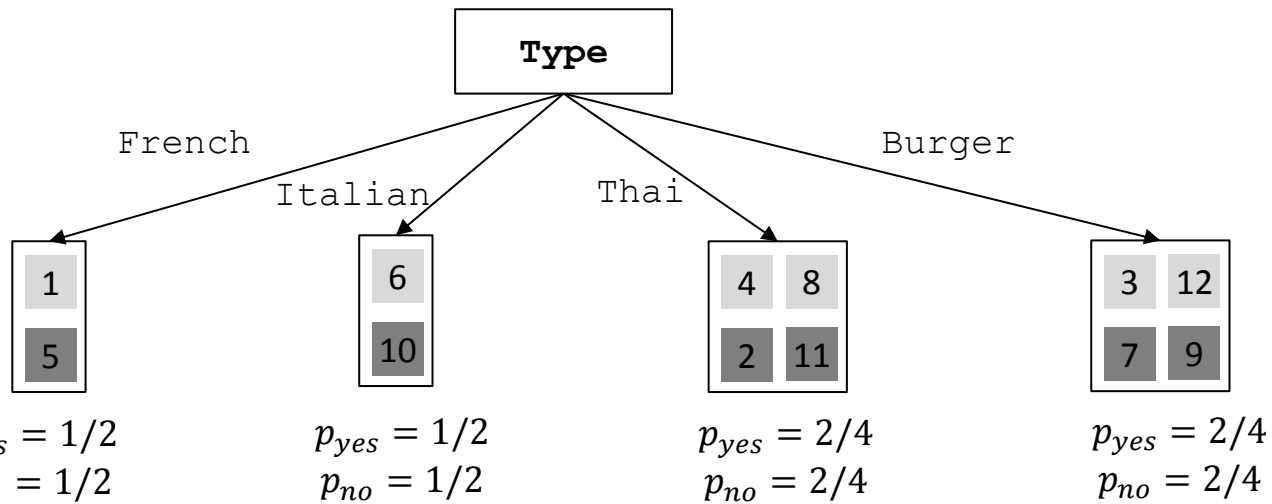 Type
French
Burger
Italian
Thai
1
5
6
10
4 8
2 11
3 12
7 9
s = 1/2
= 1/2
p_yes = 1/2
p_no = 1/2
p_yes = 2/4
p_no = 2/4
p_yes = 2/4
p_no = 2/4